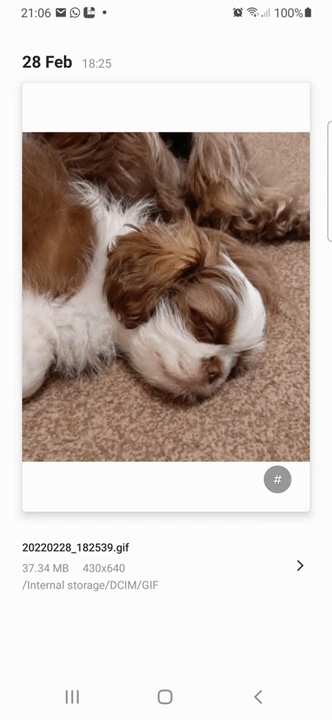 21:06 100%
28 Feb 18:25
#
20220228_182539.gif
37.34 MB 430x640
/Internal storage/DCIM/GIF